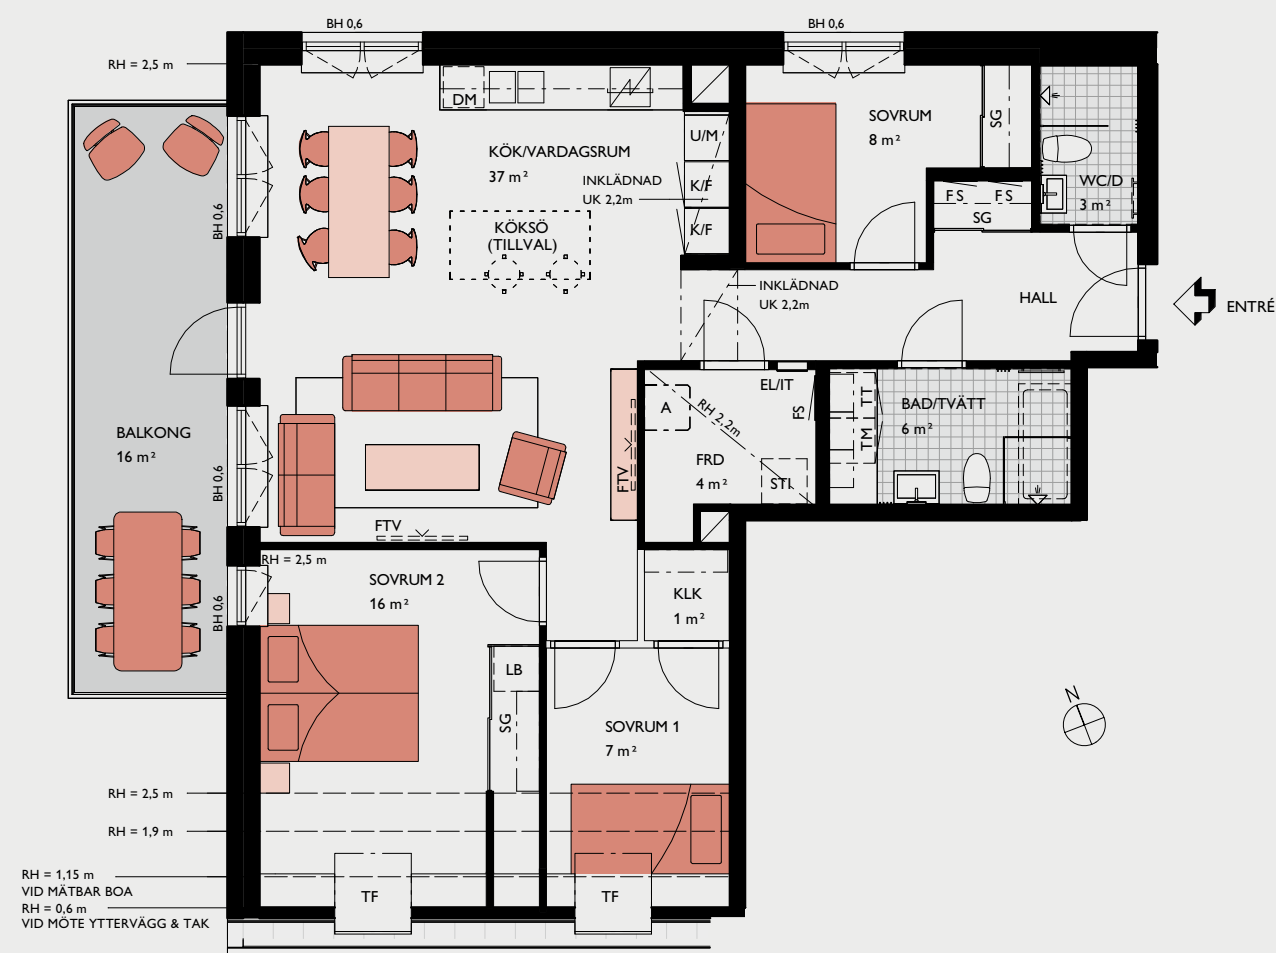 BH 0,6
BH 0,6
RH = 2,5 m
DM
U/M
K/F
K/F
KÖK/VARDAGSRUM
37 m²
INKLÄDNAD
UK 2,2m
KÖKSÖ
(TILLVAL)
BH 0,6
SOVRUM
8 m²
SG
FS
FS
SG
WC/D
3 m²
INKLÄDNAD
UK 2,2m
HALL
ENTRÉ
BALKONG
16 m²
BH 0,6
FTV
FTV
A
RH 2,2m
EL/IT
FS
FRD
4 m²
STI
TT
TM
BAD/TVÄTT
6 m²
RH = 2,5 m
SOVRUM 2
16 m²
BH 0,6
KLK
1 m²
LB
SG
SOVRUM 1
7 m²
N
RH = 2,5 m
RH = 1,9 m
RH = 1,15 m
VID MÄTBAR BOA
RH = 0,6 m
VID MÖTE YTTERVÄGG & TAK
TF
TF